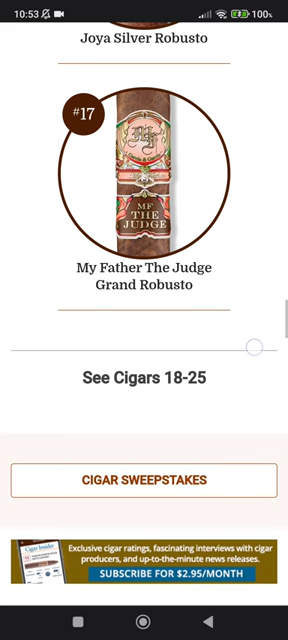 10:53
100%
Joya Silver Robusto
#17
MF
THE
JUDGE
My Father The Judge
Grand Robusto
See Cigars 18-25
CIGAR SWEEPSTAKES
Cigar Insider
Exclusive cigar ratings, fascinating interviews with cigar
producers, and up-to-the-minute news releases.
SUBSCRIBE FOR $2.95/MONTH